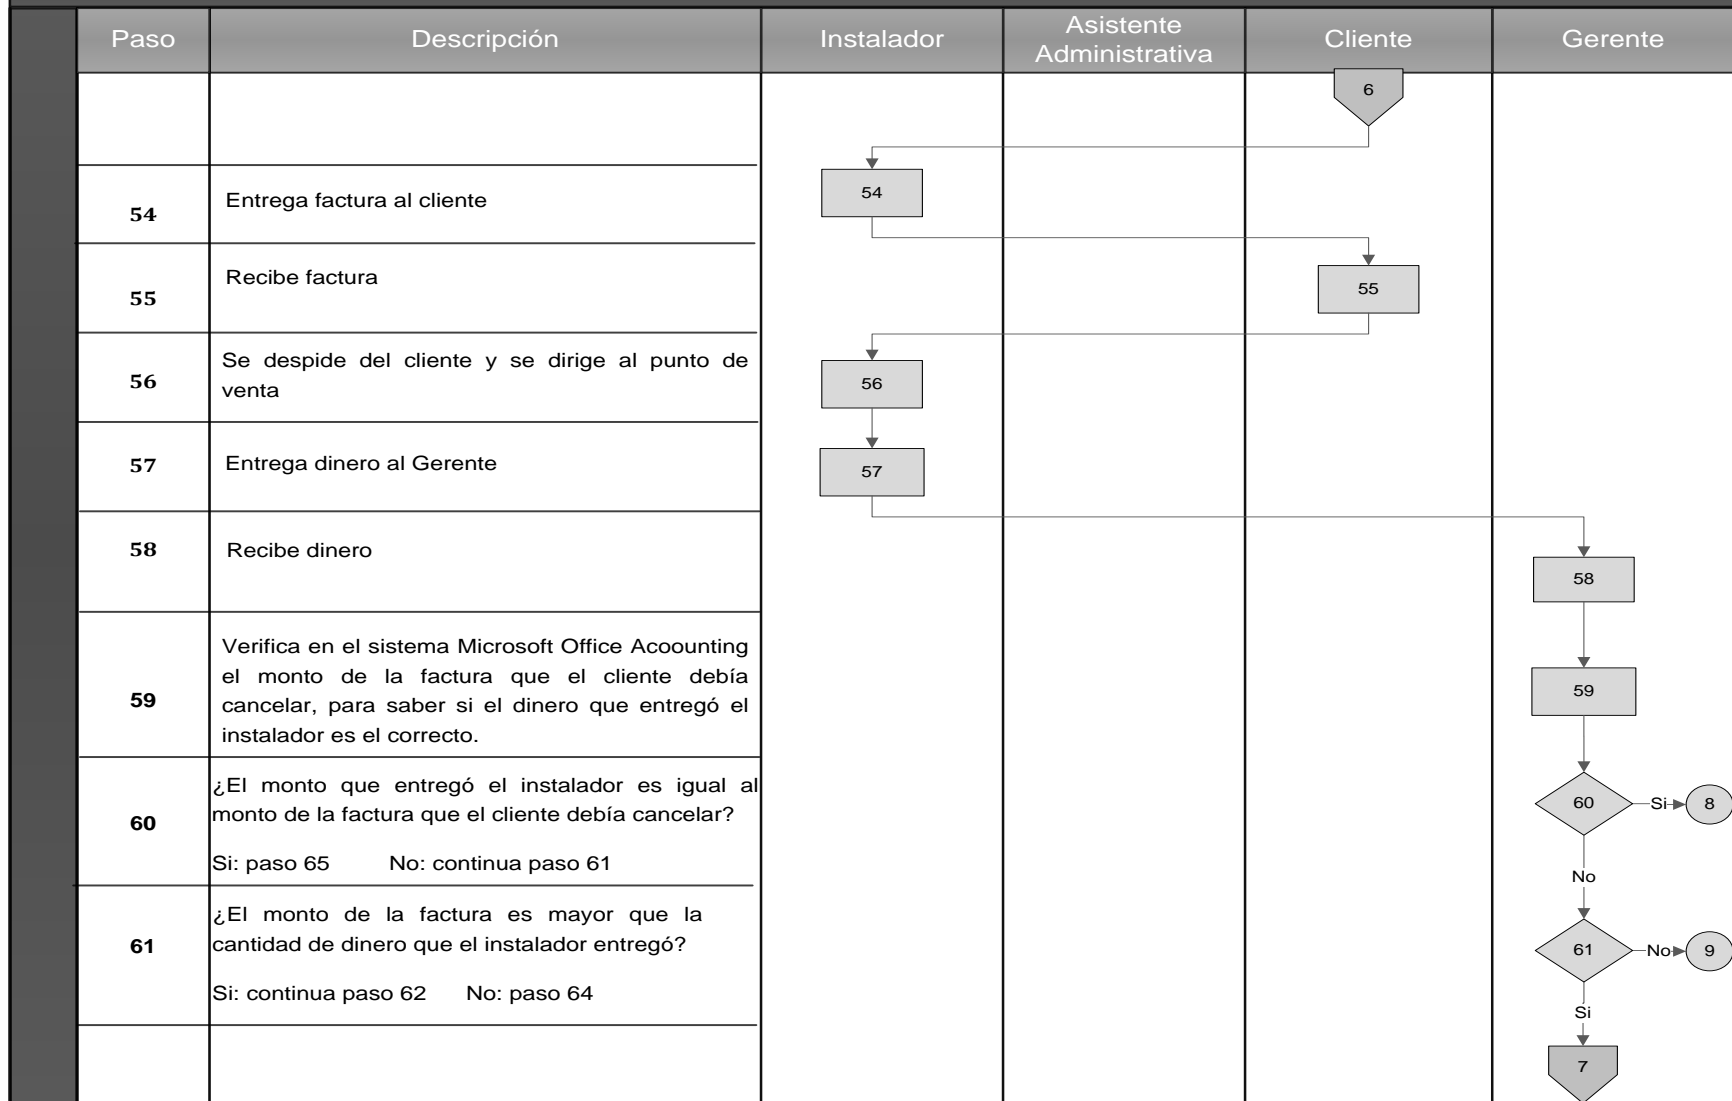 Paso
Descripción
Instalador
Asistente
Administrativa
Cliente
Gerente
6
54
Entrega factura al cliente
54
55
Recibe factura
55
56
Se despide del cliente y se dirige al punto de
venta
56
57
Entrega dinero al Gerente
57
58
Recibe dinero
58
59
Verifica en el sistema Microsoft Office Acoounting
el monto de la factura que el cliente debía
cancelar, para saber si el dinero que entregó el
instalador es el correcto.
59
60
¿El monto que entregó el instalador es igual al
monto de la factura que el cliente debía cancelar?
Si: paso 65 No: continua paso 61
60
Si
8
No
61
¿El monto de la factura es mayor que la
cantidad de dinero que el instalador entregó?
Si: continua paso 62 No: paso 64
61
No
9
Si
7